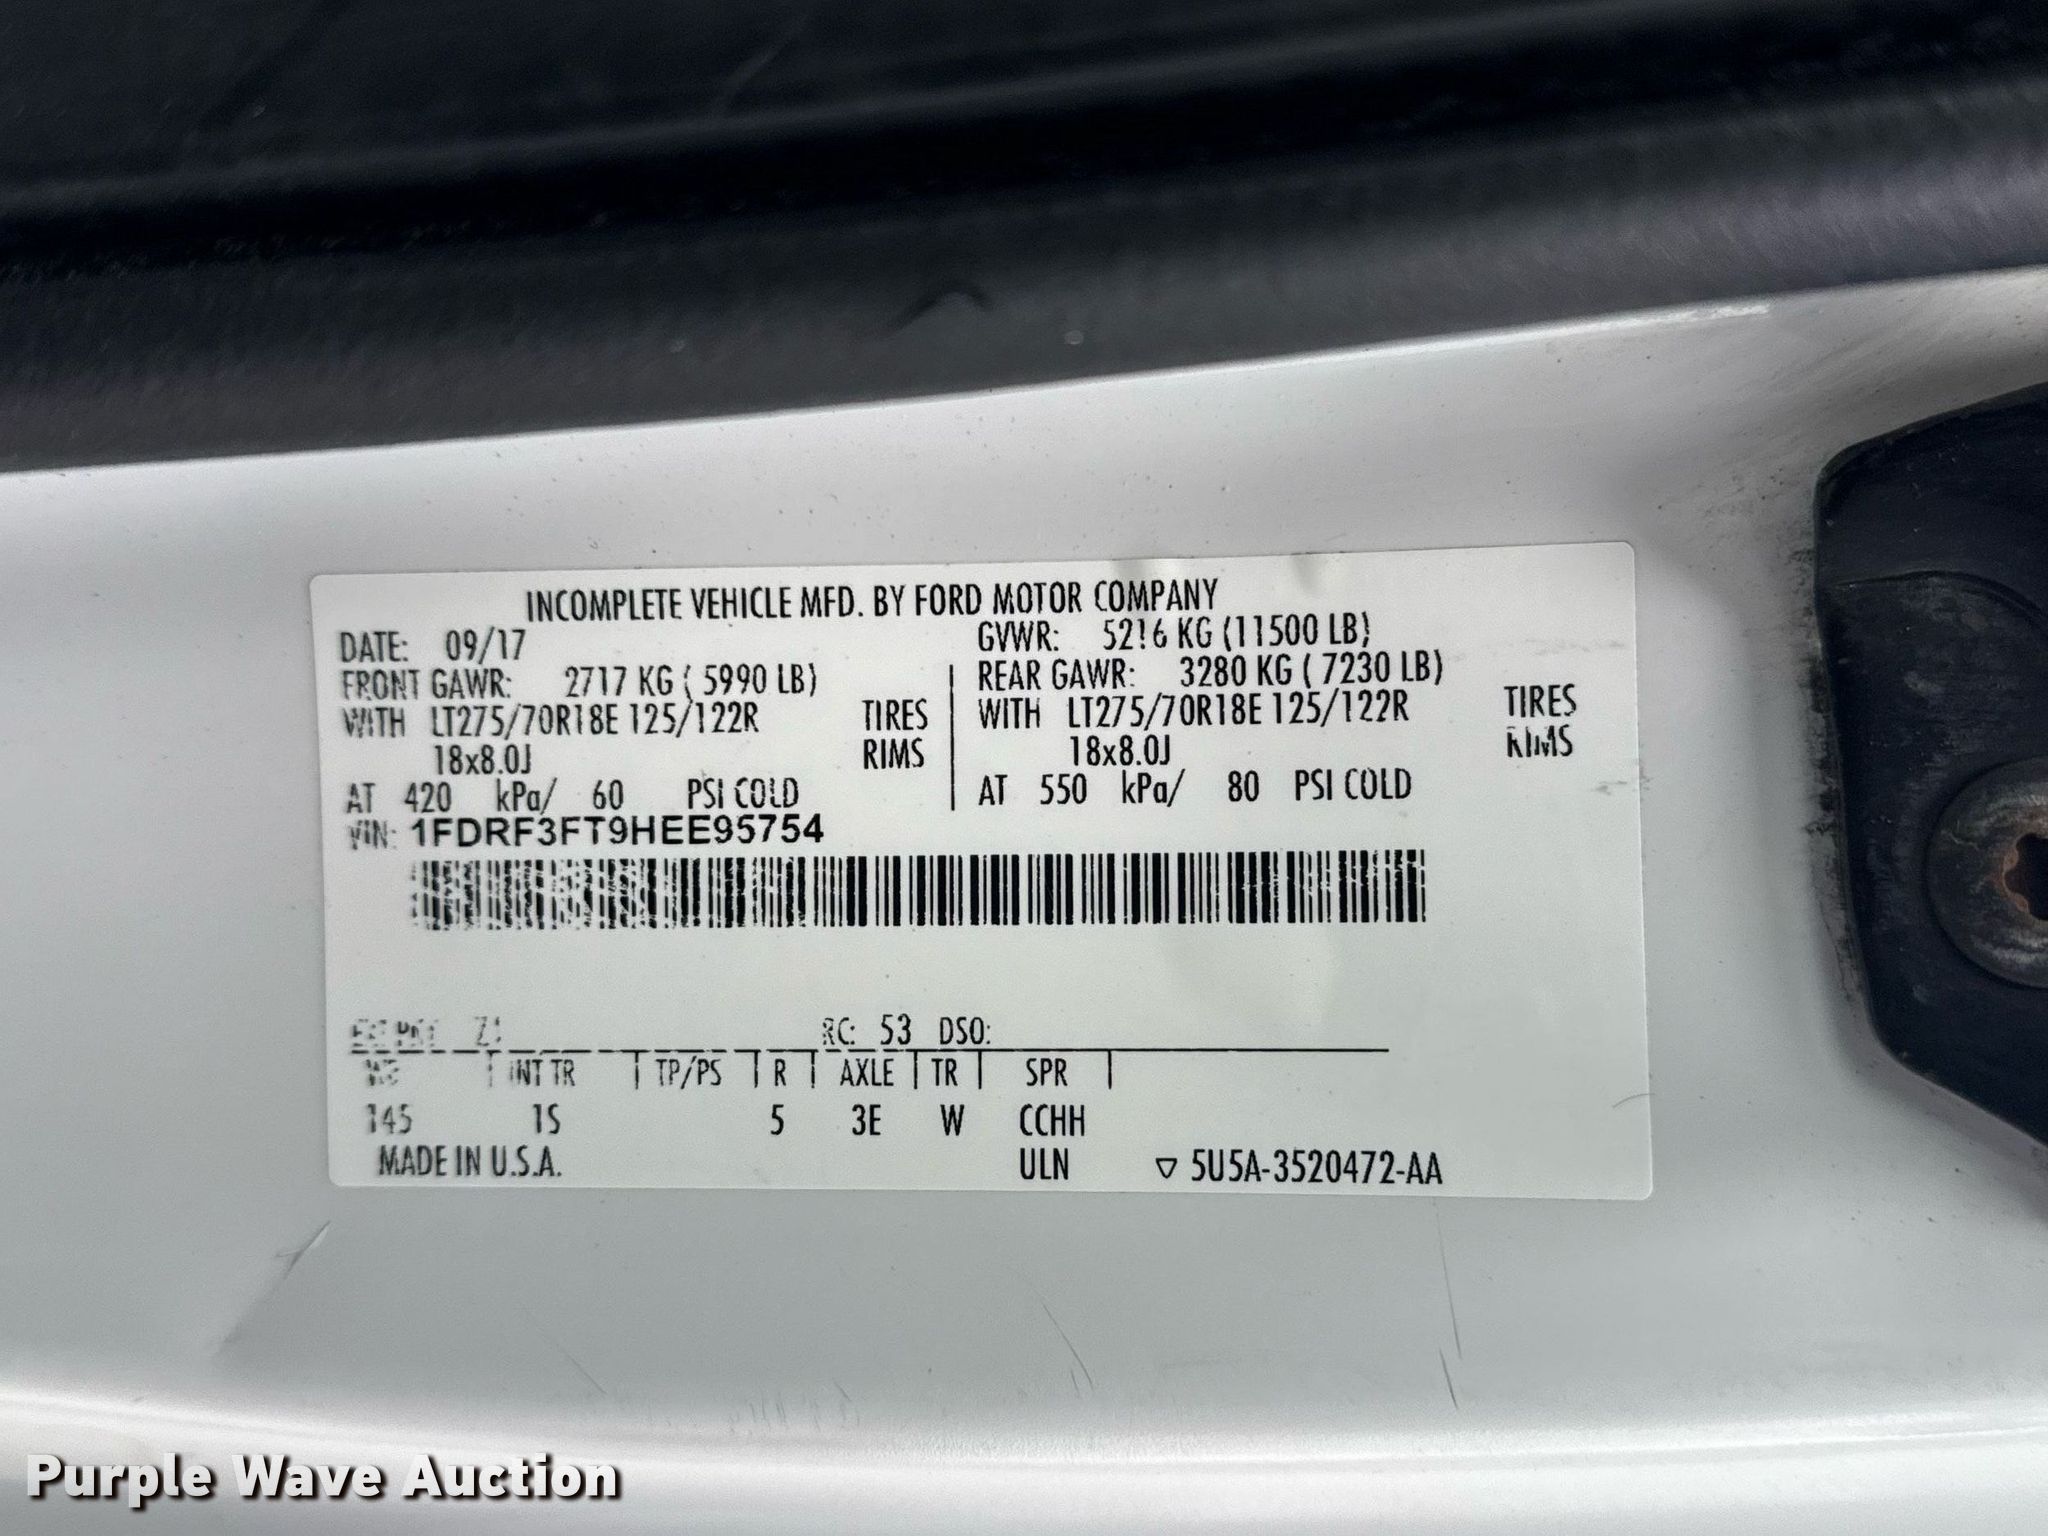 INCOMPLETE VEHICLE MFD. BY FORD MOTOR COMPANY
DATE: 09/17 GVWR: 5216 KG (11500 LB)
FRONT GAWR: 2717 KG ( 5990 LB) REAR GAWR: 3280 KG ( 7230 LB)
WITH LT275/70R18E 125/122R TIRES WITH LT275/70R18E 125/122R TIRES
18x8.0J RIMS 18x8.0J RIMS
AT 420 kPa/ 60 PSI COLD AT 550 kPa/ 80 PSI COLD
VIN: 1FDRF3FT9HEE95754
RC: 53 DSO:
WB INT TR TP/PS R AXLE TR SPR
145 1S 5 3E W CCHH
MADE IN U.S.A. ULN ▽ 5U5A-3520472-AA
Purple Wave Auction